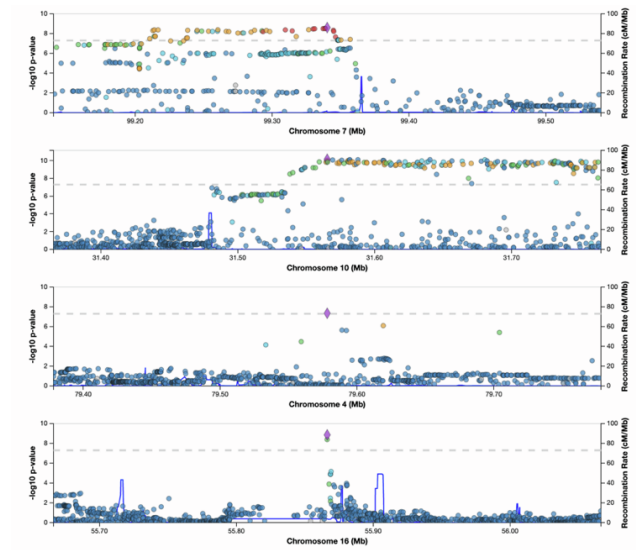 10 100
8 80
6 60
4 40
2 20
0 0
-log10 p-value
Recombination Rate (cM/Mb)
99.20 99.30 99.40 99.50
Chromosome 7 (Mb)
10 100
8 80
6 60
4 40
2 20
0 0
-log10 p-value
Recombination Rate (cM/Mb)
31.40 31.50 31.60 31.70
Chromosome 10 (Mb)
10 100
8 80
6 60
4 40
2 20
0 0
-log10 p-value
Recombination Rate (cM/Mb)
79.40 79.50 79.60 79.70
Chromosome 4 (Mb)
10 100
8 80
6 60
4 40
2 20
0 0
-log10 p-value
Recombination Rate (cM/Mb)
55.70 55.80 55.90 56.00
Chromosome 16 (Mb)